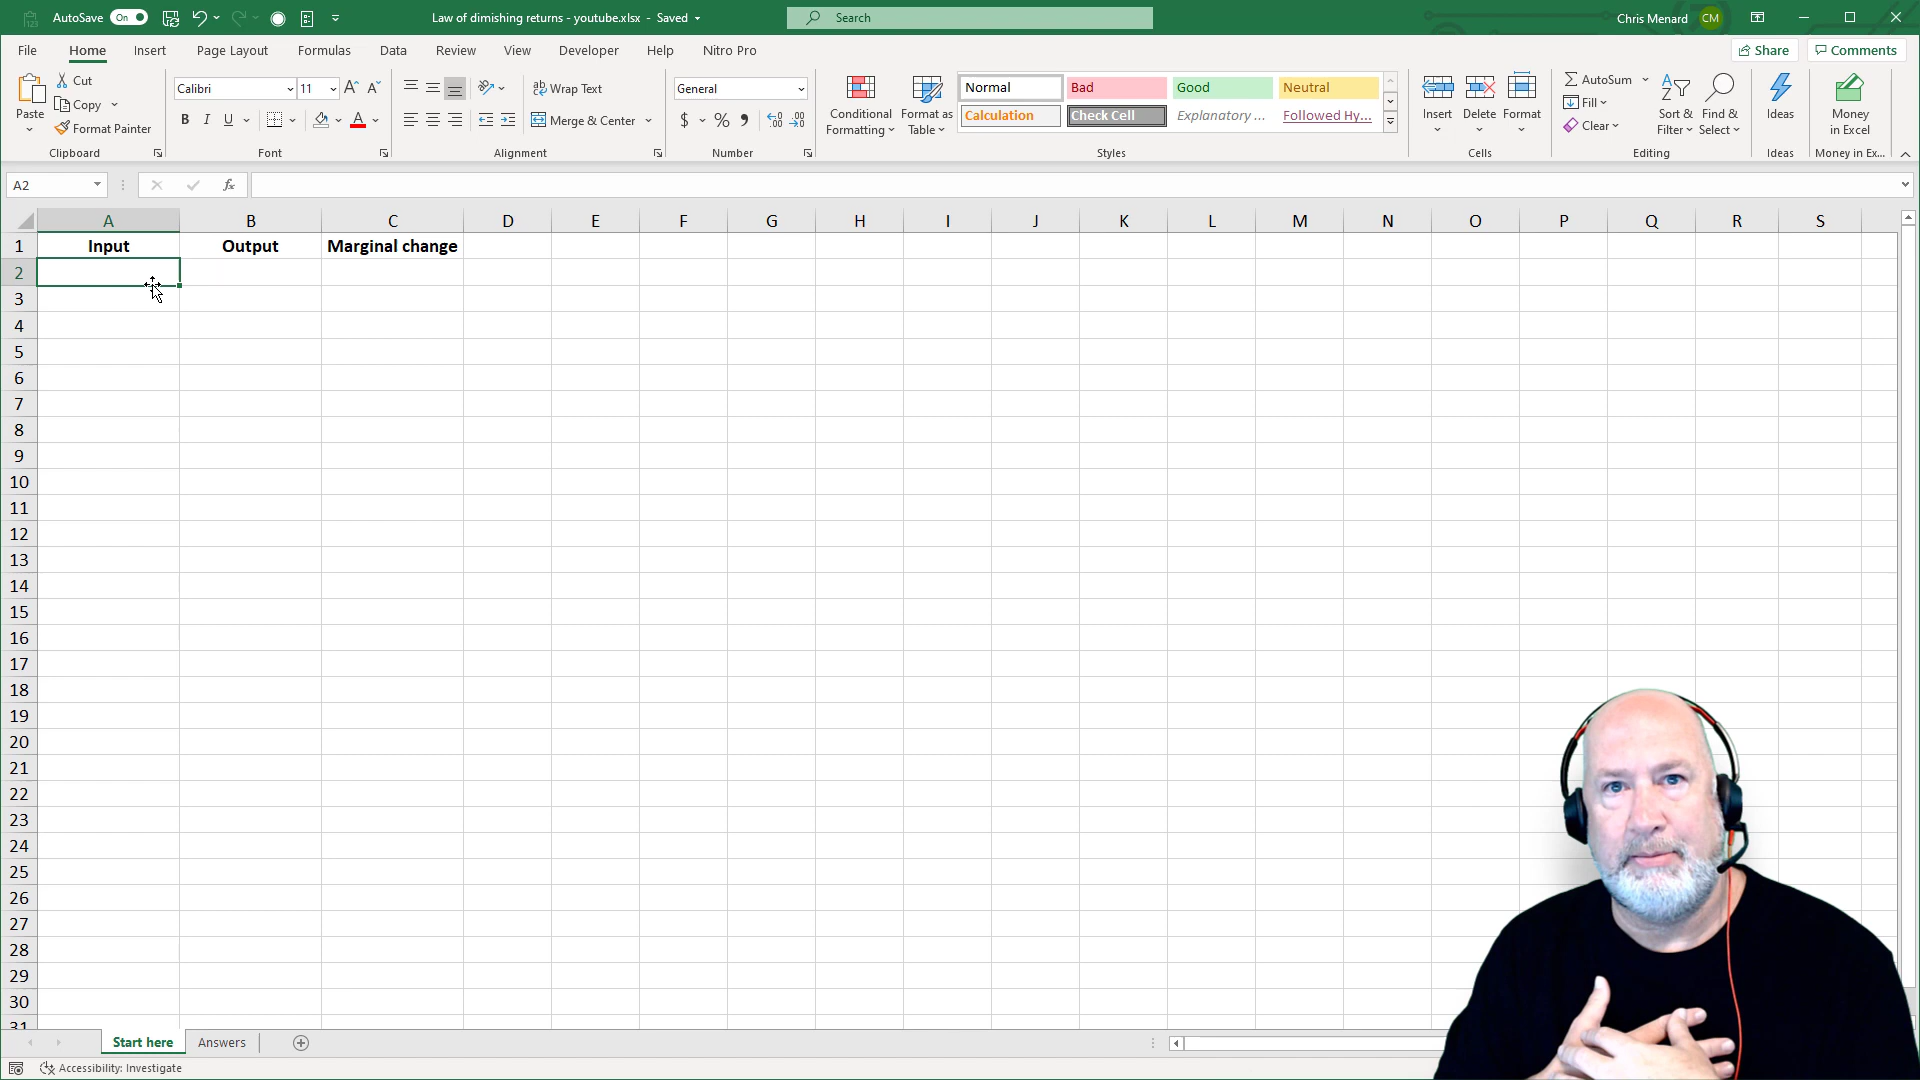 AutoSave On Law of dimishing returns - youtube.xlsx - Saved Search Chris Menard CM
File Home Insert Page Layout Formulas Data Review View Developer Help Nitro Pro Share Comments
Paste Cut Copy Format Painter
Clipboard
Calibri 11 A A
B I U A
Font
Wrap Text
Merge & Center
Alignment
General
$ % , .00 .0
Number
Conditional Formatting Format as Table
Normal Bad Good Neutral
Calculation Check Cell Explanatory ... Followed Hy...
Styles
Insert Delete Format
Cells
AutoSum
Fill
Clear
Sort & Filter Find & Select
Editing
Ideas
Ideas
Money in Excel
Money in Ex...
A2 fx
A B C D E F G H I J K L M N O P Q R S
1 Input Output Marginal change
2
3
4
5
6
7
8
9
10
11
12
13
14
15
16
17
18
19
20
21
22
23
24
25
26
27
28
29
30
31
Start here Answers
Accessibility: Investigate